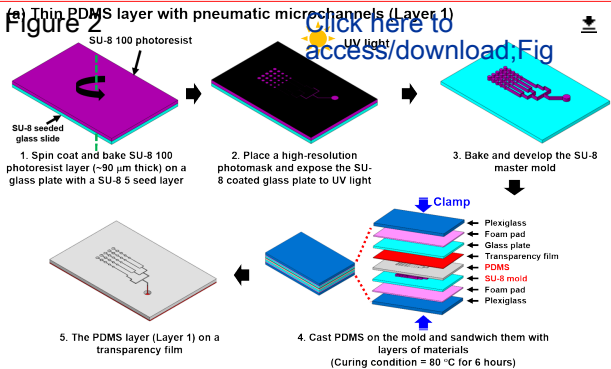 (a) Thin PDMS layer with pneumatic microchannels (Layer 1)
Figure 2
Click here to
access/download;Fig
SU-8 100 photoresist
UV light
SU-8 seeded
glass slide
1. Spin coat and bake SU-8 100
photoresist layer (~90 μm thick) on a
glass plate with a SU-8 5 seed layer
2. Place a high-resolution
photomask and expose the SU-
8 coated glass plate to UV light
3. Bake and develop the SU-8
master mold
Clamp
Plexiglass
Foam pad
Glass plate
Transparency film
PDMS
SU-8 mold
Foam pad
Plexiglass
5. The PDMS layer (Layer 1) on a
transparency film
4. Cast PDMS on the mold and sandwich them with
layers of materials
(Curing condition = 80 °C for 6 hours)